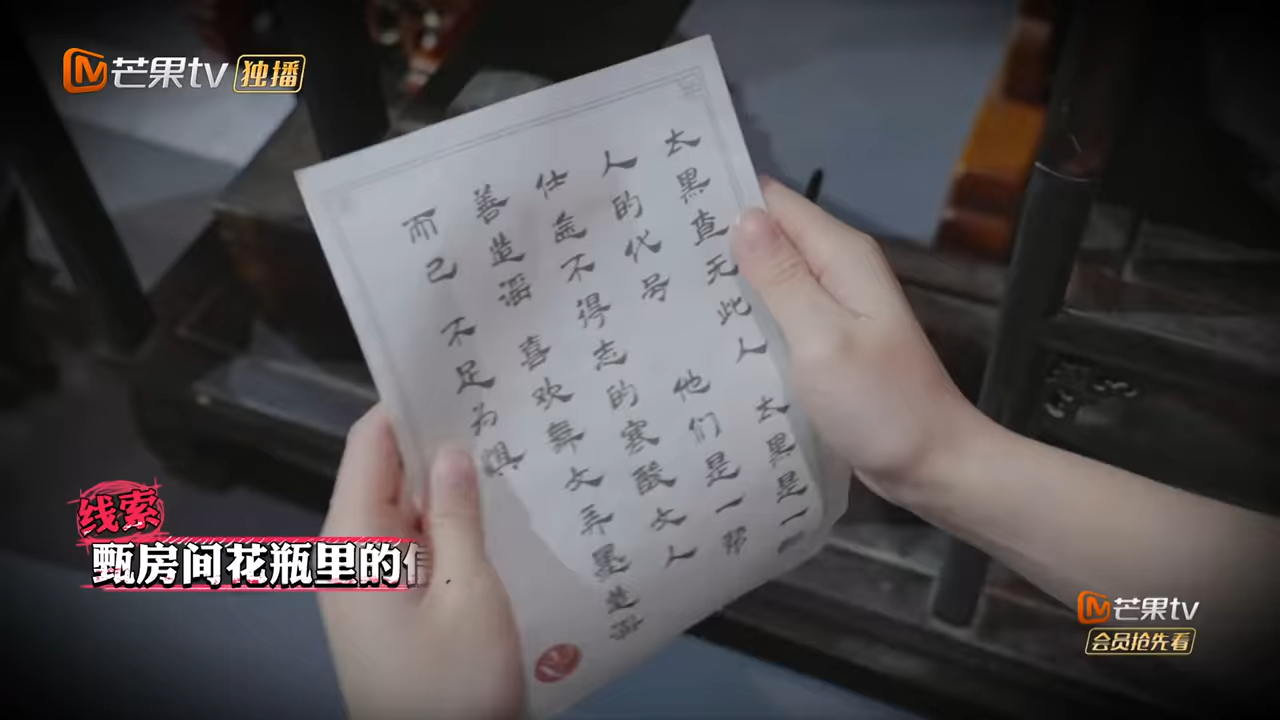 芒果tv 独播
太黑查无此人 太黑是一
人的代号 他们是一帮
仕途不得志的寒酸文人
善造谣 喜欢舞文弄墨造谣
而已 不足为惧
线索
甄房间花瓶里的
芒果tv
会员抢先看